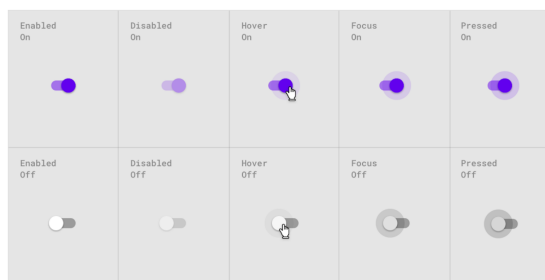 Enabled
On
Disabled
On
Hover
On
Focus
On
Pressed
On
Enabled
Off
Disabled
Off
Hover
Off
Focus
Off
Pressed
Off